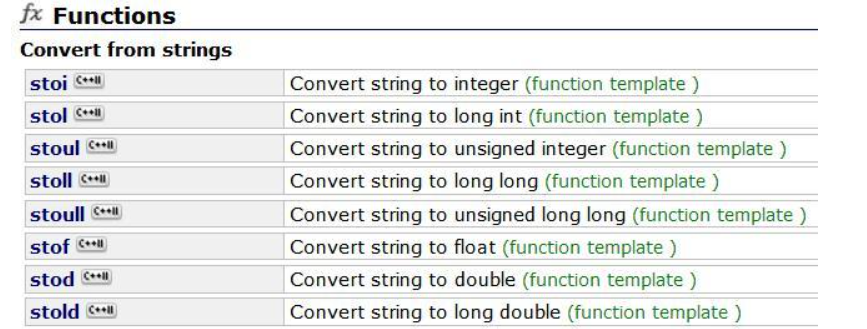 fx Functions
Convert from strings
stoi C++11 Convert string to integer (function template )
stol C++11 Convert string to long int (function template )
stoul C++11 Convert string to unsigned integer (function template )
stoll C++11 Convert string to long long (function template )
stoull C++11 Convert string to unsigned long long (function template )
stof C++11 Convert string to float (function template )
stod C++11 Convert string to double (function template )
stold C++11 Convert string to long double (function template )